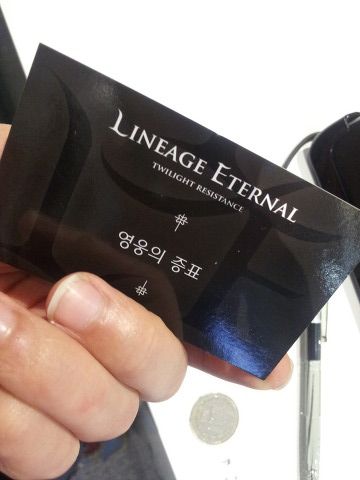 LINEAGE ETERNAL
TWILIGHT RESISTANCE
영웅의 증표